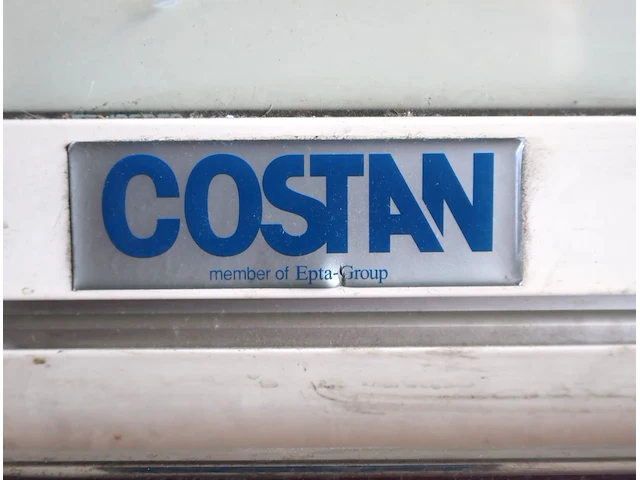 COSTAN
member of Epta-Group